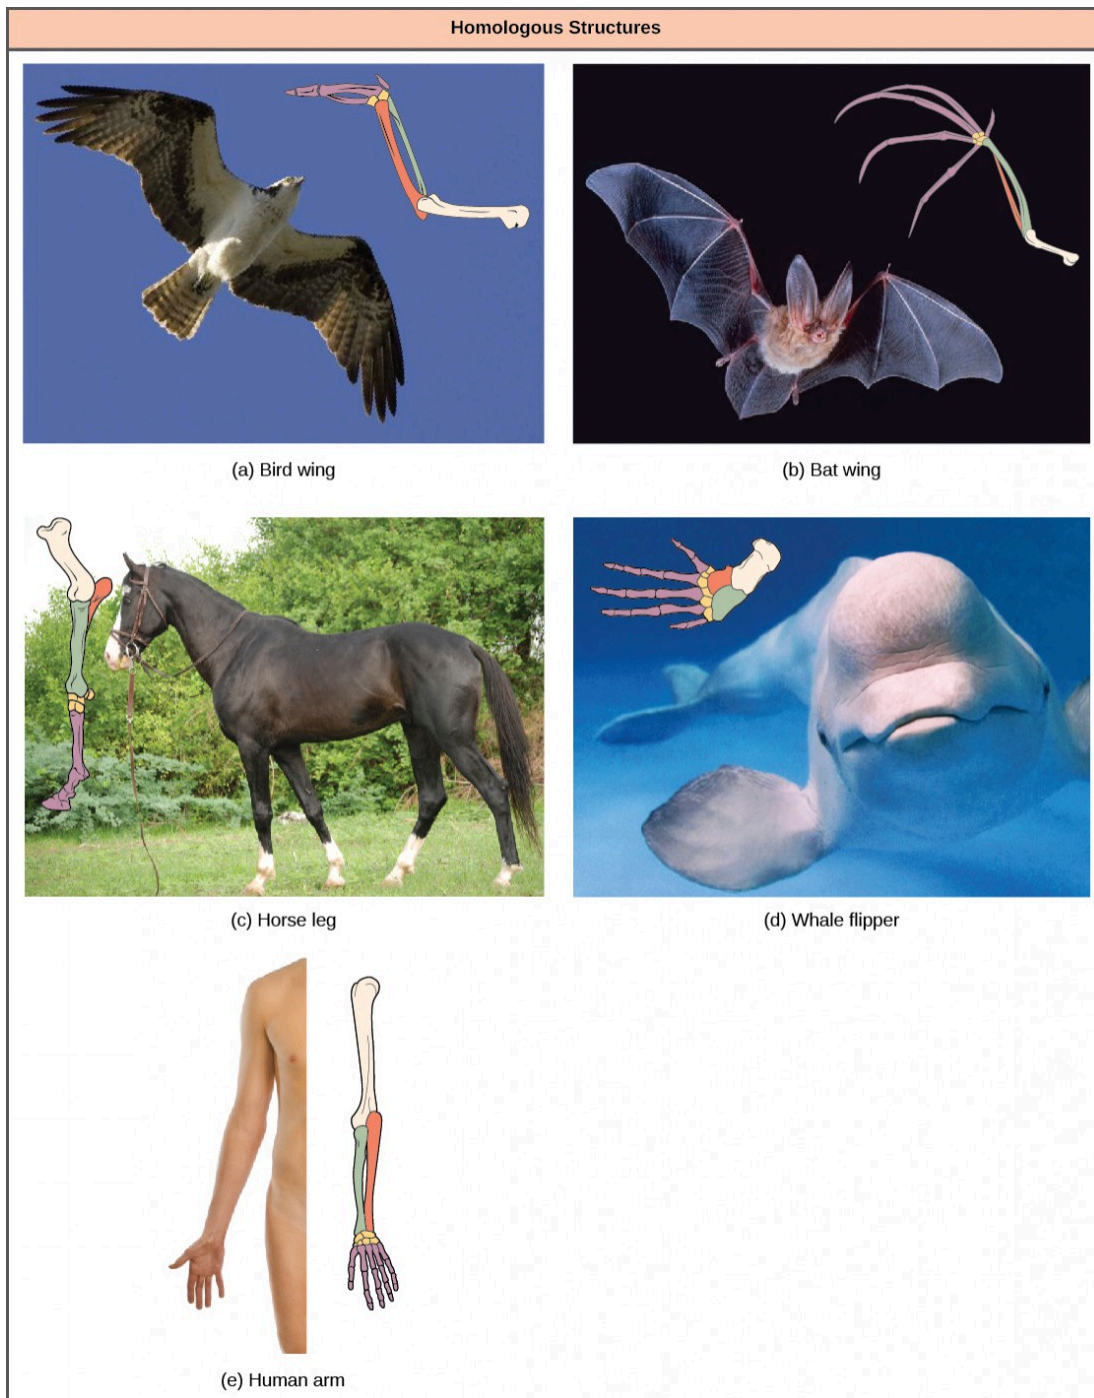 Homologous Structures
(a) Bird wing
(b) Bat wing
(c) Horse leg
(d) Whale flipper
(e) Human arm